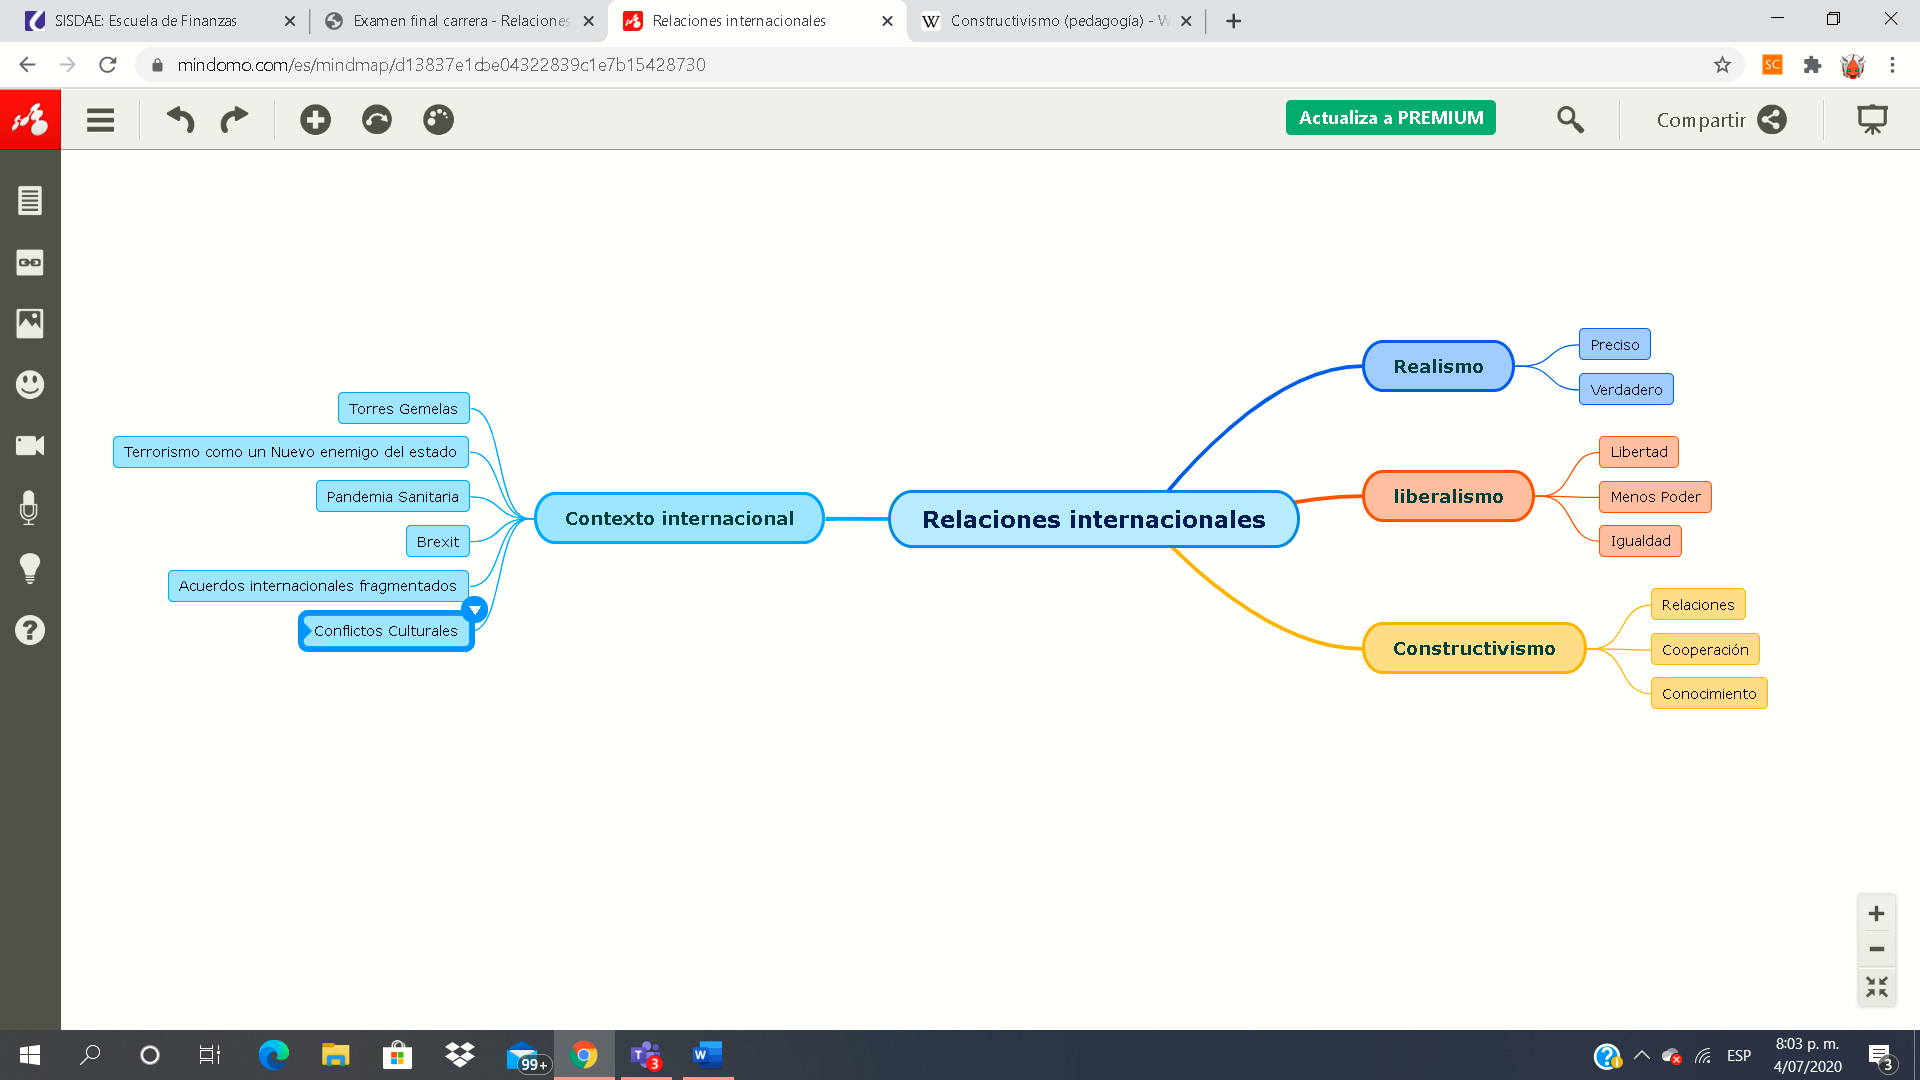 SISDAE: Escuela de Finanzas
Examen final carrera - Relaciones
Relaciones internacionales
Constructivismo (pedagogía) - W
mindomo.com/es/mindmap/d13837e1cbe04322839c1e7b15428730
SC
Actualiza a PREMIUM
Compartir
Torres Gemelas
Terrorismo como un Nuevo enemigo del estado
Pandemia Sanitaria
Brexit
Acuerdos internacionales fragmentados
Conflictos Culturales
Contexto internacional
Relaciones internacionales
Realismo
Preciso
Verdadero
liberalismo
Libertad
Menos Poder
Igualdad
Constructivismo
Relaciones
Cooperación
Conocimiento
99+
3
ESP
8:03 p. m.
4/07/2020
3